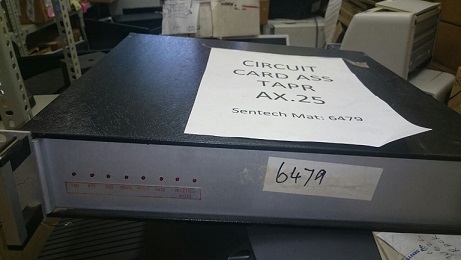 CIRCUIT
CARD ASS
TAPR
AX.25
Sentech Mat: 6479
6479